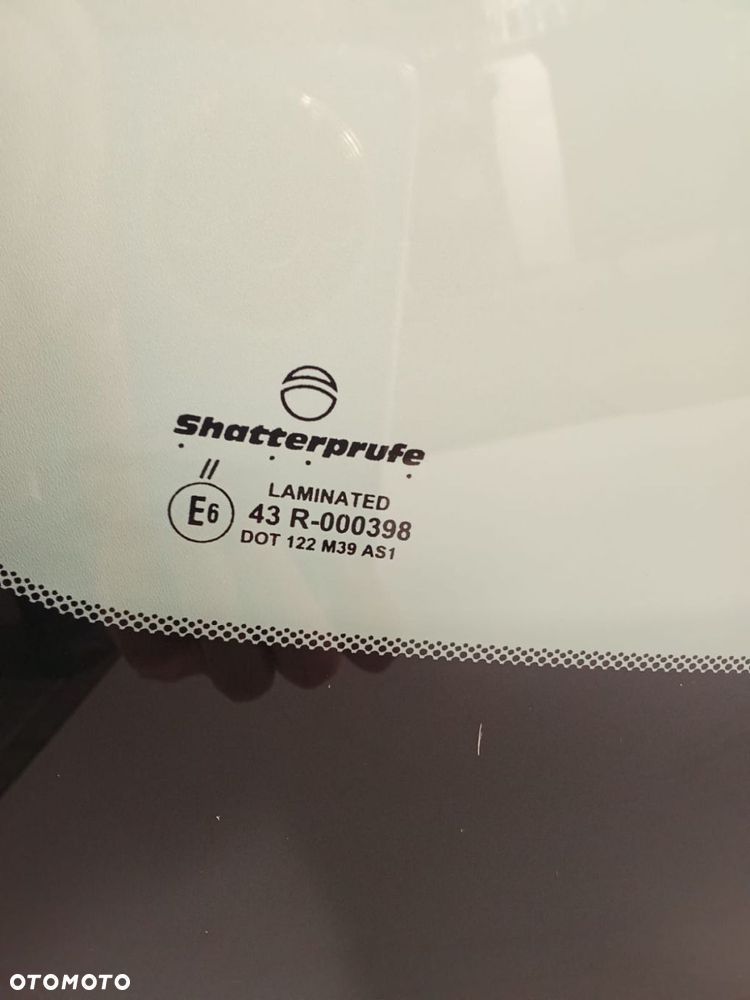 Shatterprufe
LAMINATED
E6
43 R-000398
DOT 122 M39 AS1
OTOMOTO